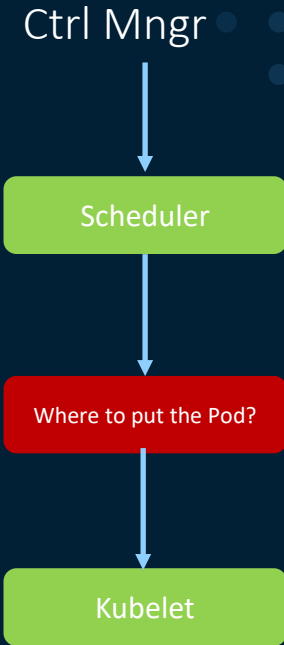 Ctrl Mngr
Scheduler
Where to put the Pod?
Kubelet